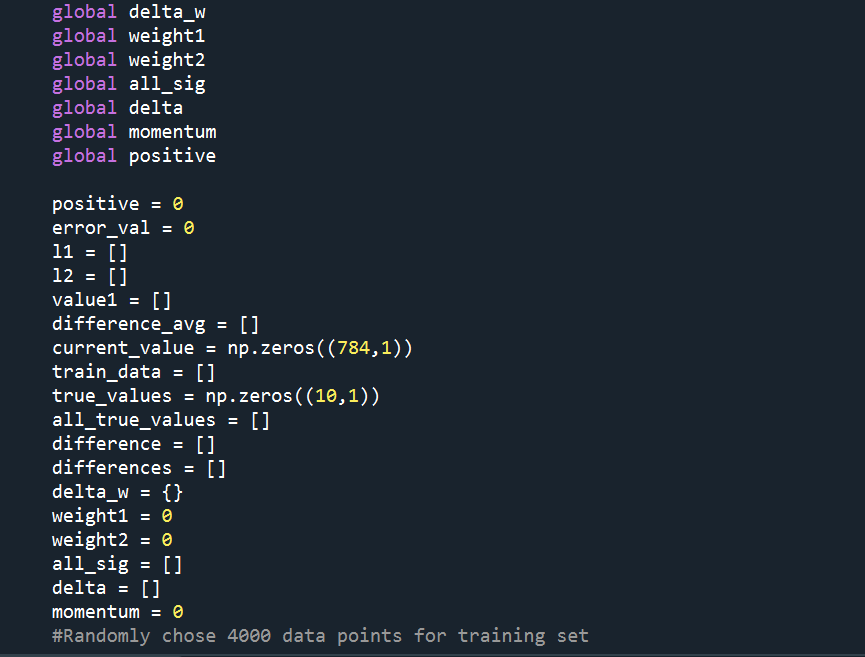 global delta_w
global weight1
global weight2
global all_sig
global delta
global momentum
global positive
positive = 0
error_val = 0
l1 = []
l2 = []
value1 = []
difference_avg = []
current_value = np.zeros((784,1))
train_data = []
true_values = np.zeros((10,1))
all_true_values = []
difference = []
differences = []
delta_w = {}
weight1 = 0
weight2 = 0
all_sig = []
delta = []
momentum = 0
#Randomly chose 4000 data points for training set